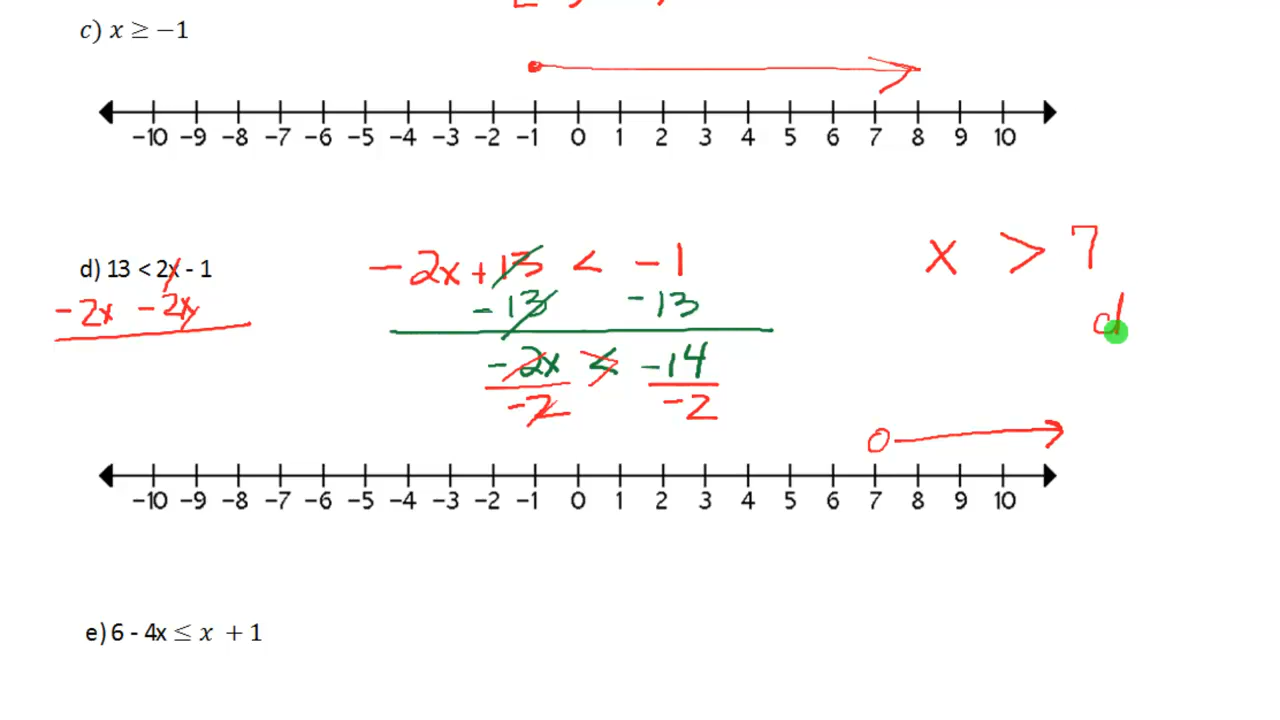 c) x ≥ −1
−10 −9 −8 −7 −6 −5 −4 −3 −2 −1 0 1 2 3 4 5 6 7 8 9 10
d) 13 < 2x - 1
- 2x - 2x
- 2x + 13 < - 1
- 13 - 13
- 2x < - 14
- 2 - 2
x > 7
d
−10 −9 −8 −7 −6 −5 −4 −3 −2 −1 0 1 2 3 4 5 6 7 8 9 10
e) 6 - 4x ≤ x + 1